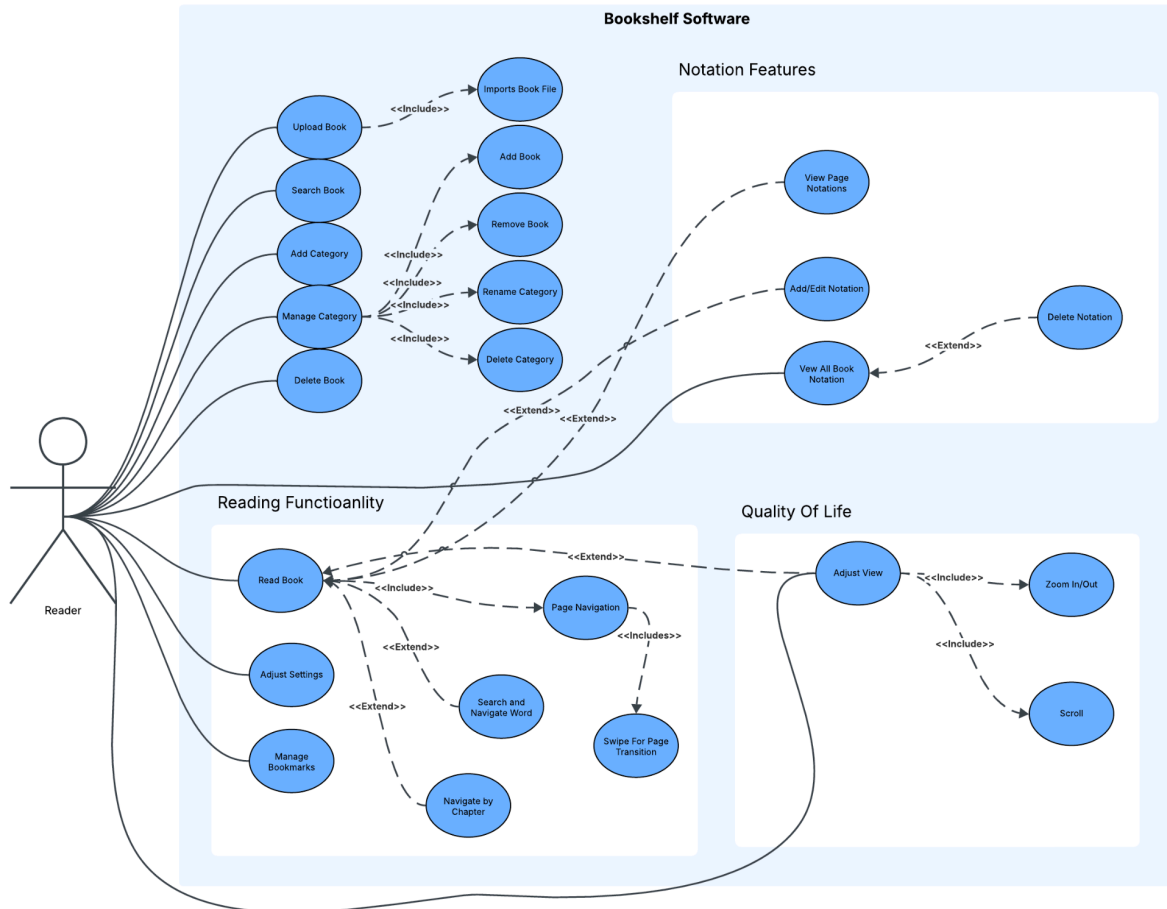 Bookshelf Software
Notation Features
Imports Book File
<<Include>>
Upload Book
Add Book
Search Book
View Page
Notations
Remove Book
Add Category
<<Include>>
<<Include>>
Rename Category
<<Include>>
Manage Category
<<Include>>
Delete Category
Delete Book
Add/Edit Notation
Delete Notation
<<Extend>>
Vew All Book
Notation
<<Extend>>
<<Extend>>
Reader
Reading Functioanlity
Read Book
<<Include>>
Page Navigation
<<Includes>>
<<Extend>>
Adjust Settings
<<Extend>>
Search and
Navigate Word
Swipe For Page
Transition
Manage
Bookmarks
Navigate by
Chapter
Quality Of Life
<<Extend>>
Adjust View
<<Include>>
Zoom In/Out
<<Include>>
Scroll